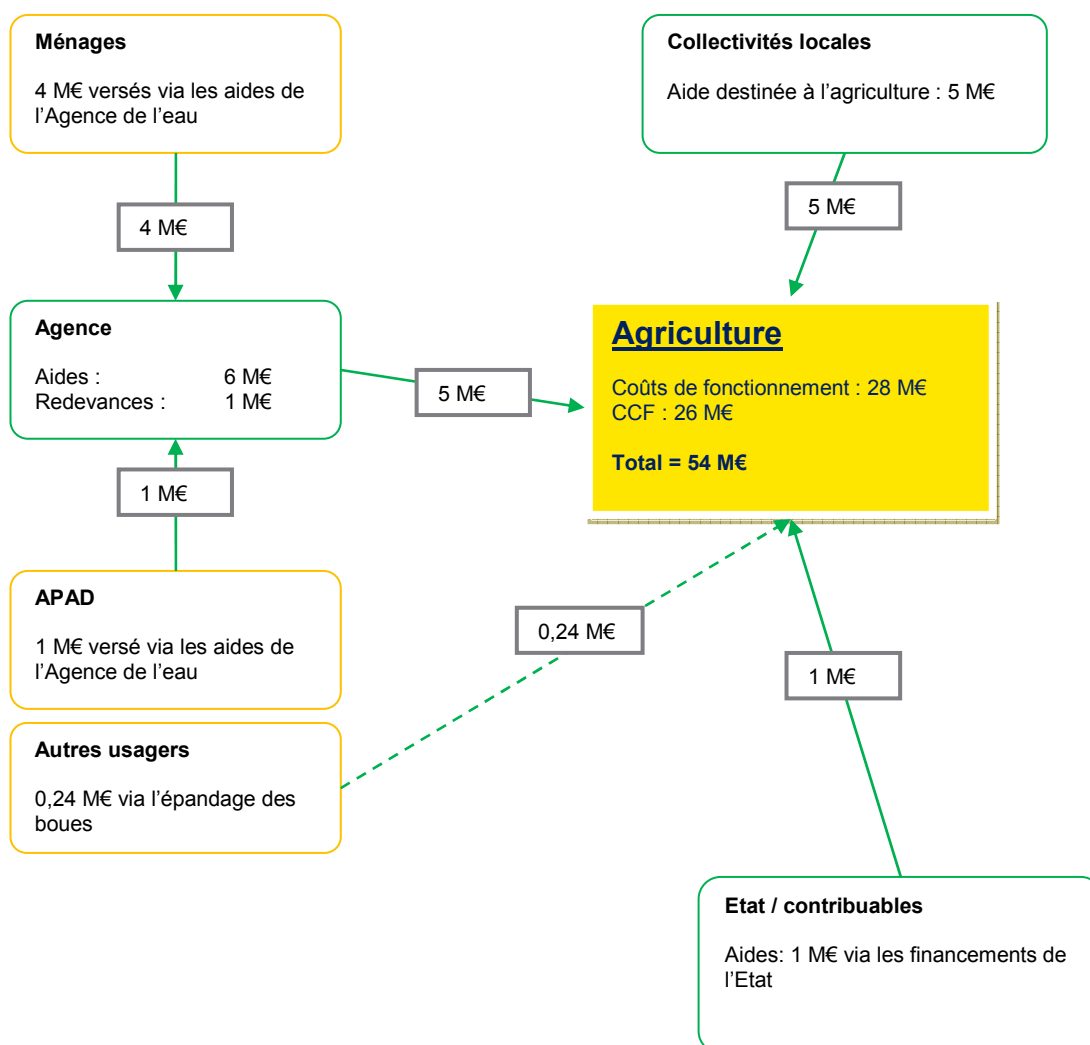 Ménages
4 M€ versés via les aides de
l’Agence de l’eau
Collectivités locales
Aide destinée à l’agriculture : 5 M€
4 M€
5 M€
Agence
Aides : 6 M€
Redevances : 1 M€
5 M€
Agriculture
Coûts de fonctionnement : 28 M€
CCF : 26 M€
Total = 54 M€
1 M€
APAD
1 M€ versé via les aides de
l’Agence de l’eau
0,24 M€
1 M€
Autres usagers
0,24 M€ via l’épandage des
boues
Etat / contribuables
Aides: 1 M€ via les financements de
l’Etat